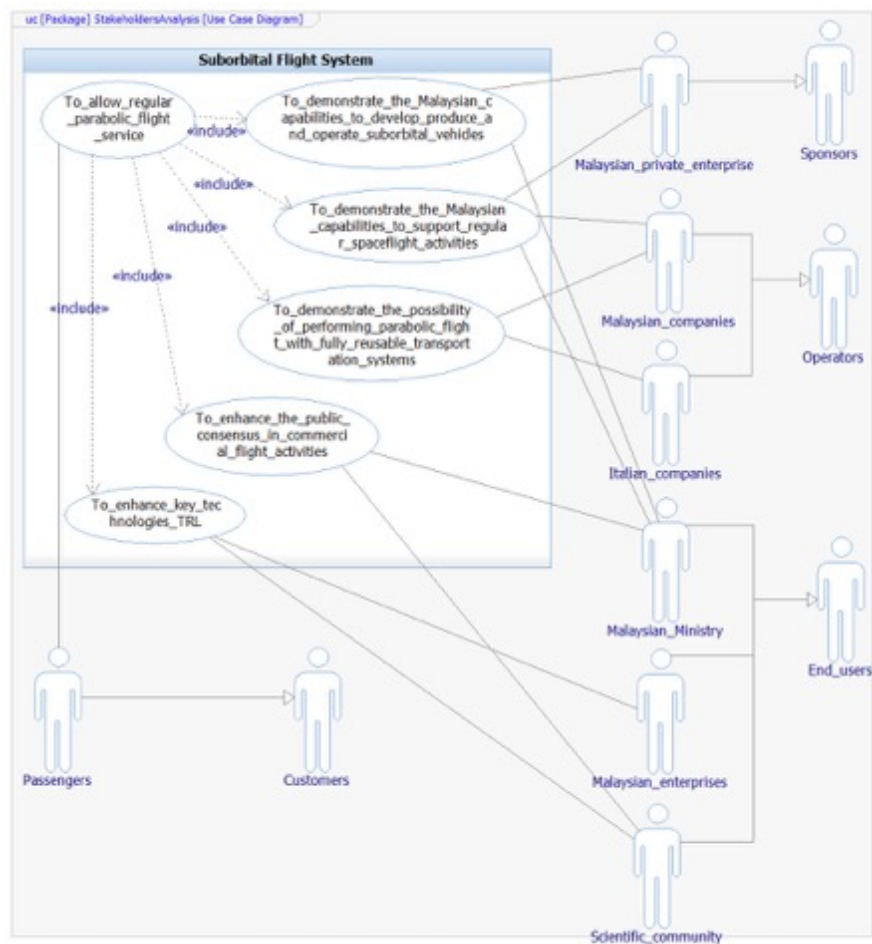 uc [Package] StakeholdersAnalysis [Use Case Diagram]
Suborbital Flight System
To_allow_regular
_parabolic_flight
_service
To_demonstrate_the_Malaysian_c
apabilities_to_develop_produce_a
nd_operate_suborbital_vehicles
«include»
«include»
To_demonstrate_the_Malaysian
_capabilities_to_support_regula
r_spaceflight_activities
«include»
«include»
«include»
To_demonstrate_the_possibility
_of_performing_parabolic_fligh
t_with_fully_reusable_transport
ation_systems
To_enhance_the_public_
consensus_in_commerci
al_flight_activities
To_enhance_key_tec
hnologies_TRL
Malaysian_private_enterprise
Sponsors
Malaysian_companies
Operators
Italian_companies
Malaysian_Ministry
End_users
Passengers
Customers
Malaysian_enterprises
Scientific_community